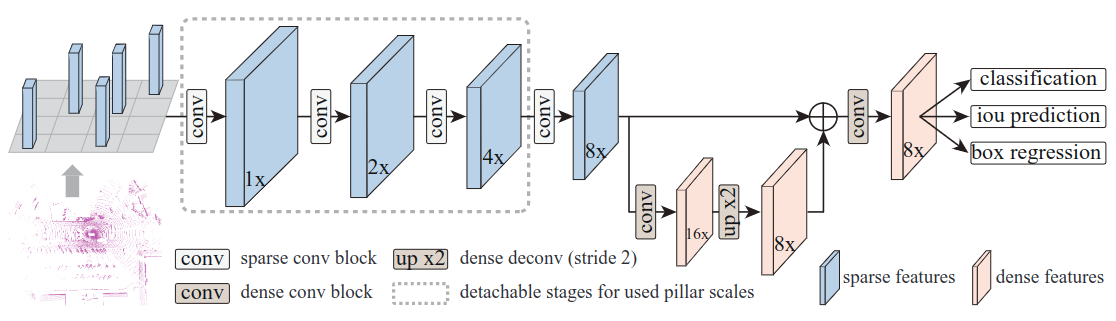 conv
1x
conv
2x
conv
4x
conv
8x
conv
16x
up x2
8x
conv
8x
classification
iou prediction
box regression
conv sparse conv block
up x2 dense deconv (stride 2)
conv dense conv block
detachable stages for used pillar scales
sparse features
dense features